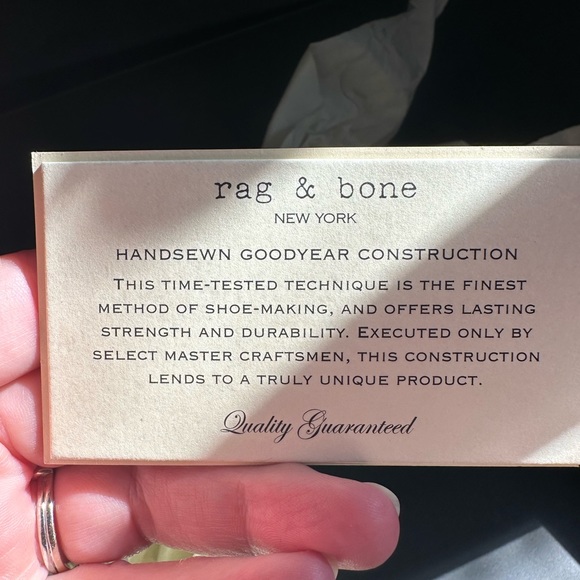 rag & bone
NEW YORK
HANDSEWN GOODYEAR CONSTRUCTION
THIS TIME-TESTED TECHNIQUE IS THE FINEST
METHOD OF SHOE-MAKING, AND OFFERS LASTING
STRENGTH AND DURABILITY. EXECUTED ONLY BY
SELECT MASTER CRAFTSMEN, THIS CONSTRUCTION
LENDS TO A TRULY UNIQUE PRODUCT.
Quality Guaranteed